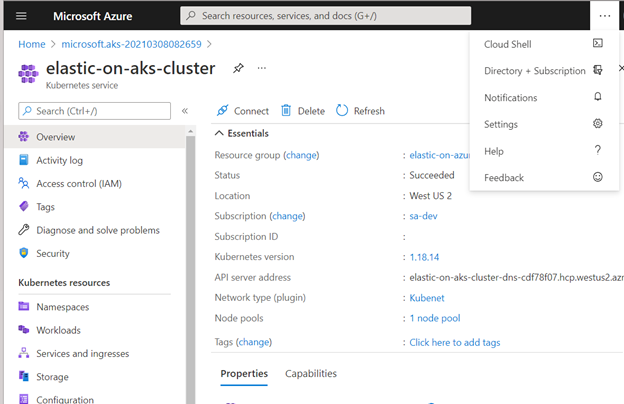 Microsoft Azure
Search resources, services, and docs (G+/)
...
Cloud Shell
Directory + Subscription
Notifications
Settings
Help
Feedback
Home > microsoft.aks-20210308082659 >
elastic-on-aks-cluster
...
Kubernetes service
Search (Ctrl+/)
«
Overview
Activity log
Access control (IAM)
Tags
Diagnose and solve problems
Security
Kubernetes resources
Namespaces
Workloads
Services and ingresses
Storage
Configuration
Connect Delete Refresh
Essentials
Resource group (change) : elastic-on-azu
Status : Succeeded
Location : West US 2
Subscription (change) : sa-dev
Subscription ID :
Kubernetes version : 1.18.14
API server address : elastic-on-aks-cluster-dns-cdf78f07.hcp.westus2.azm
Network type (plugin) : Kubenet
Node pools : 1 node pool
Tags (change) : Click here to add tags
Properties Capabilities